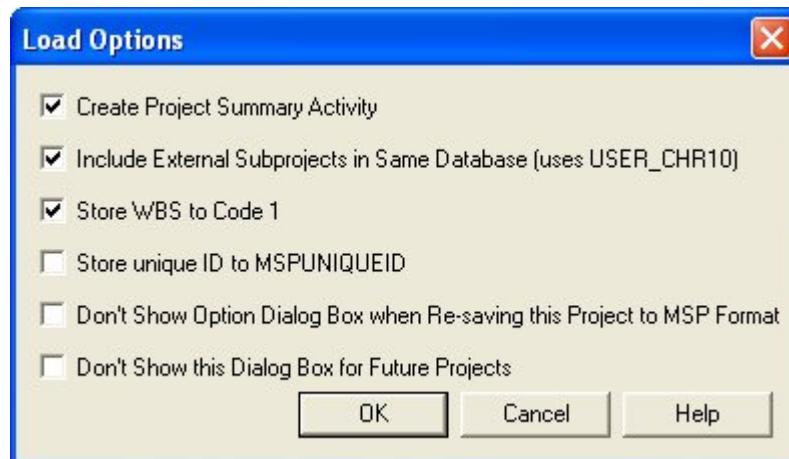 Load Options
Create Project Summary Activity
Include External Subprojects in Same Database (uses USER_CHR10)
Store WBS to Code 1
Store unique ID to MSPUNIQUEID
Don't Show Option Dialog Box when Re-saving this Project to MSP Format
Don't Show this Dialog Box for Future Projects
OK Cancel Help